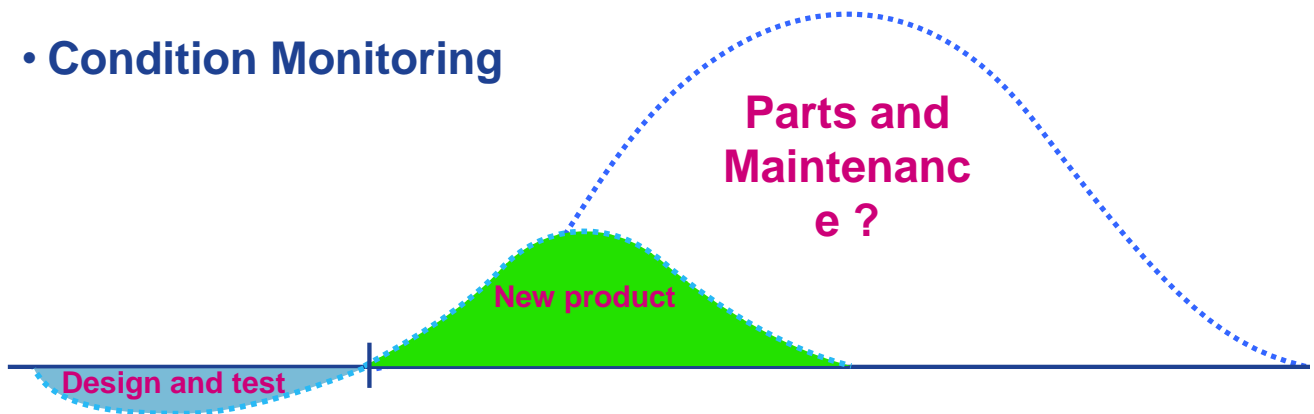 • Condition Monitoring
Parts and
Maintenanc
e ?
New product
Design and test